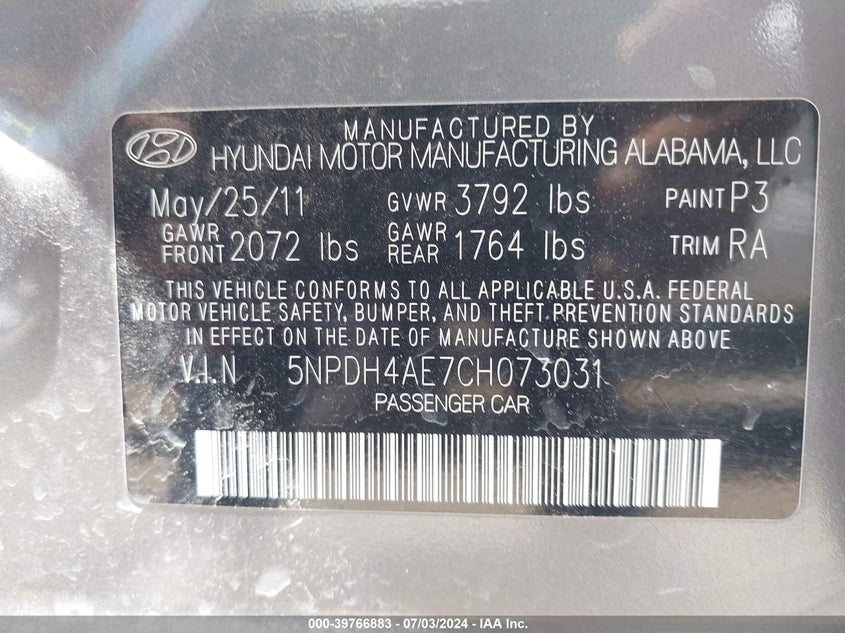 MANUFACTURED BY
HYUNDAI MOTOR MANUFACTURING ALABAMA, LLC
May/25/11 GVWR 3792 lbs PAINT P3
GAWR FRONT 2072 lbs GAWR REAR 1764 lbs TRIM RA
THIS VEHICLE CONFORMS TO ALL APPLICABLE U.S.A. FEDERAL
MOTOR VEHICLE SAFETY, BUMPER, AND THEFT PREVENTION STANDARDS
IN EFFECT ON THE DATE OF MANUFACTURE SHOWN ABOVE
V.I.N 5NPDH4AE7CH073031
PASSENGER CAR
000-39766883 - 07/03/2024 - IAA Inc.